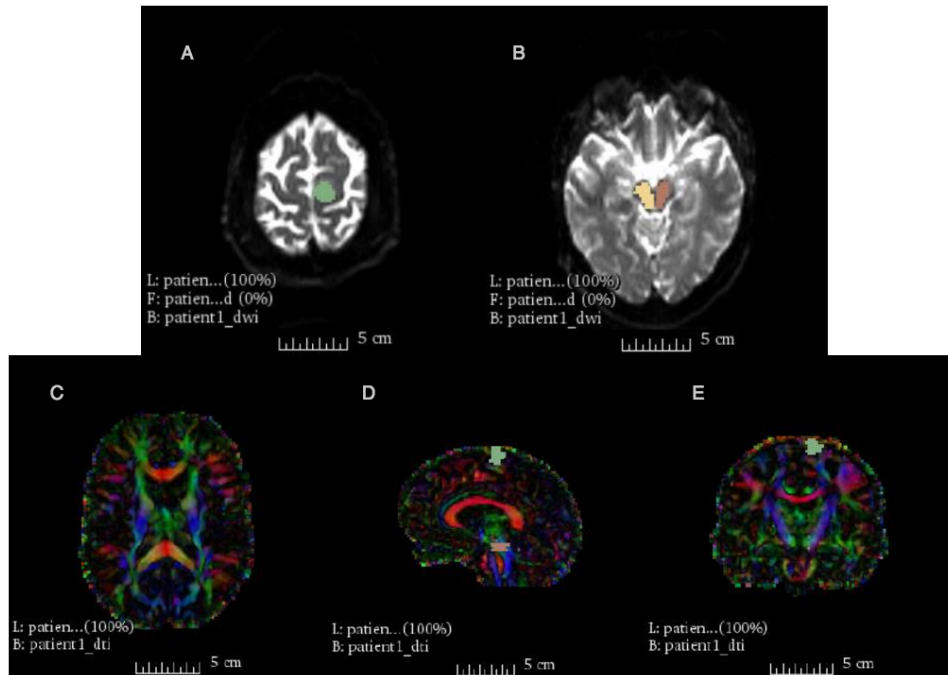 A
B
L: patien...(100%)
F: patien...d (0%)
B: patient1_dwi
5 cm
L: patien...(100%)
F: patien...d (0%)
B: patient1_dwi
5 cm
C
D
E
L: patien...(100%)
B: patient1_dti
5 cm
L: patien...(100%)
B: patient1_dti
5 cm
L: patien...(100%)
B: patient1_dti
5 cm